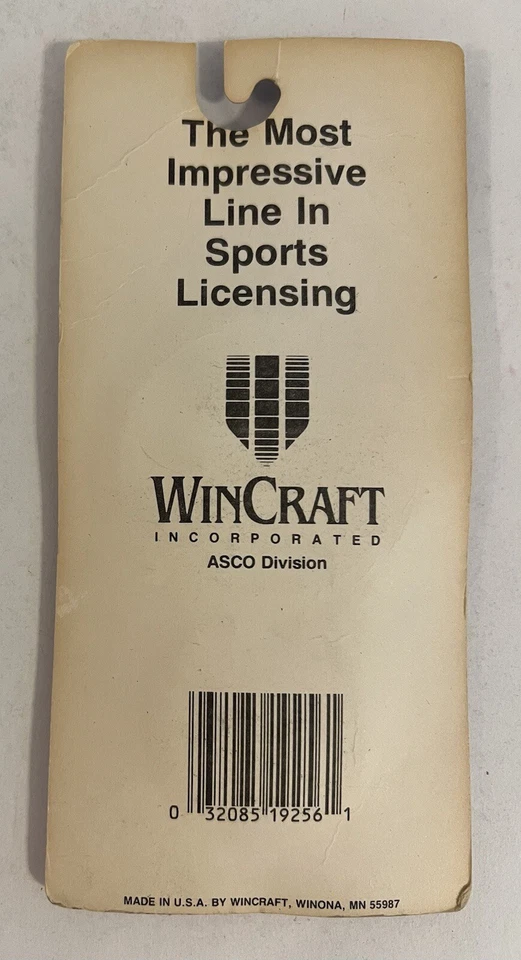 The Most
Impressive
Line In
Sports
Licensing
WINCRAFT
INCORPORATED
ASCO Division
0 32085 19256 1
MADE IN U.S.A. BY WINCRAFT, WINONA, MN 55987